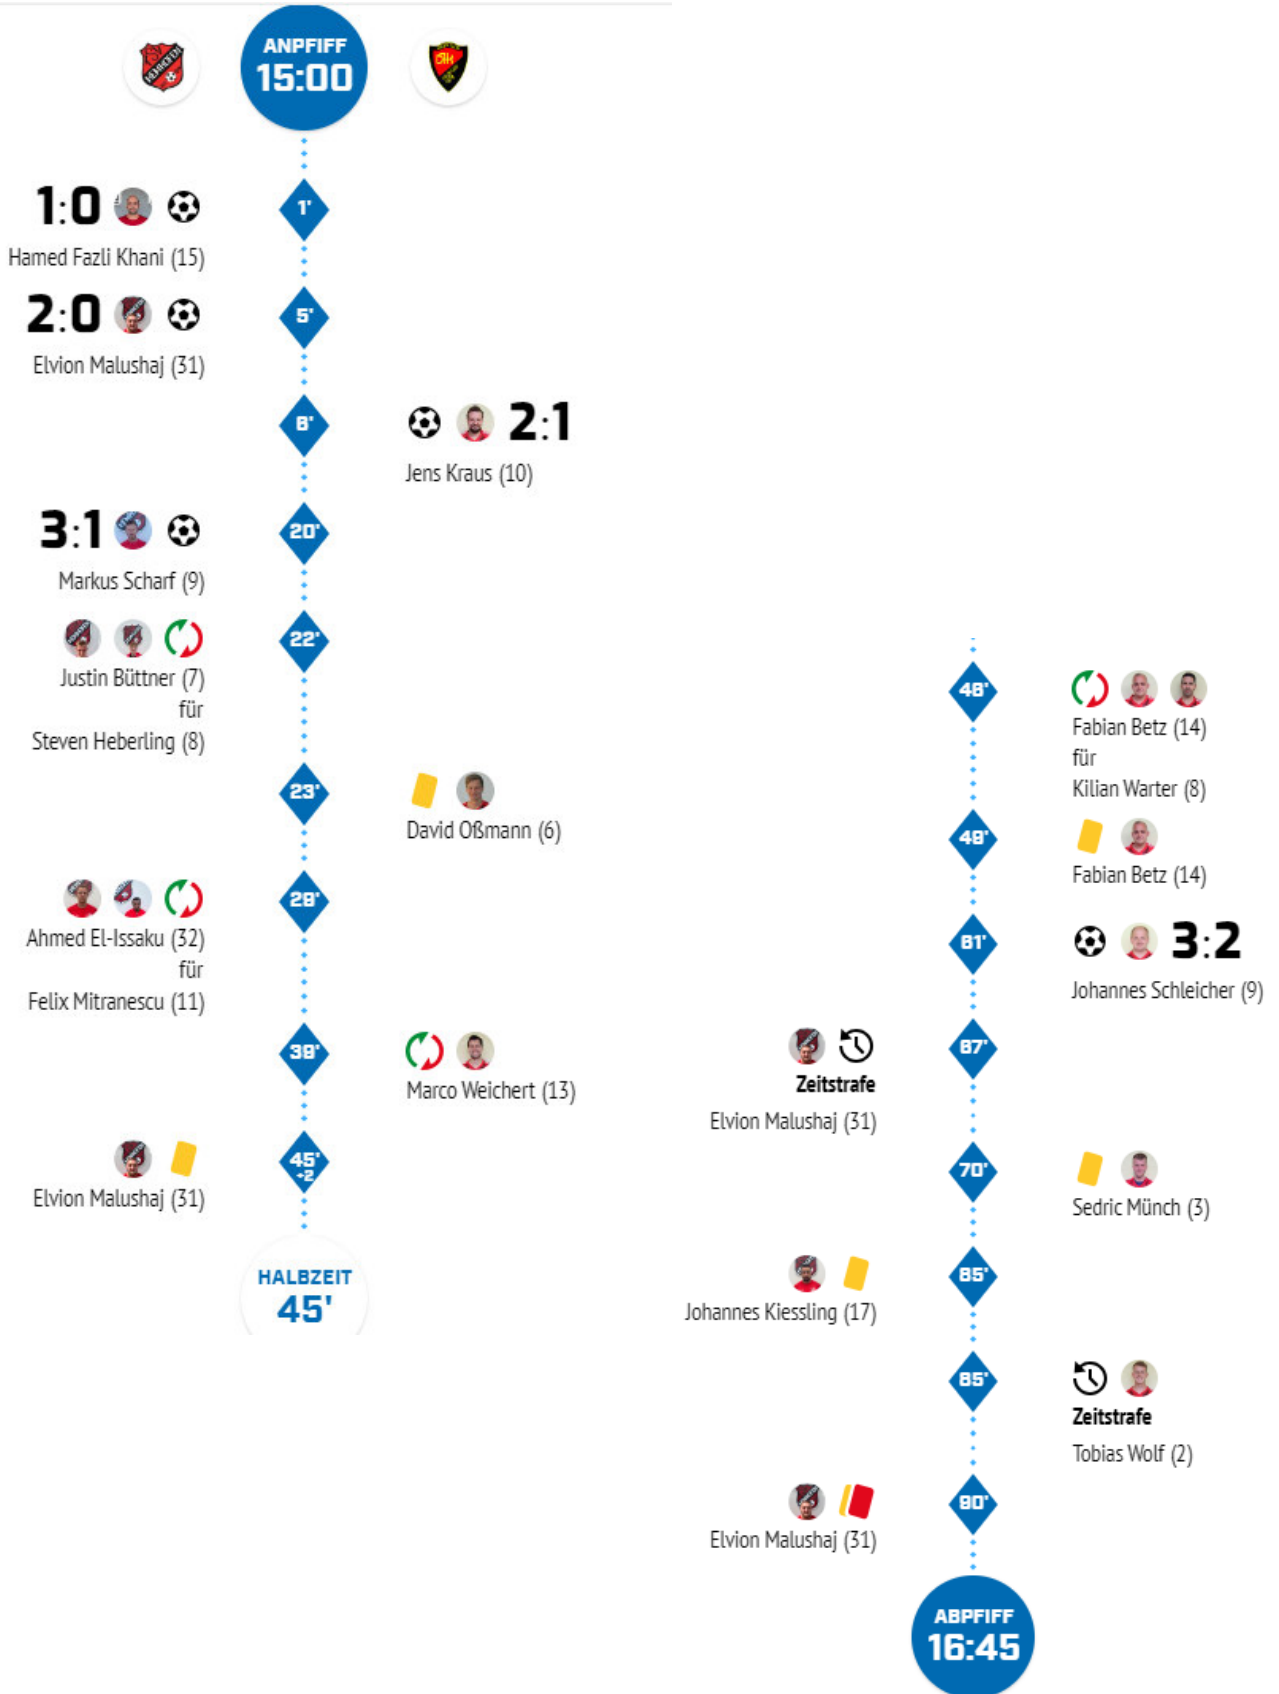 HEMHOFEN
ANPFIFF
15:00
1:0
1'
Hamed Fazli Khani (15)
2:0
5'
Elvion Malushaj (31)
8'
2:1
Jens Kraus (10)
3:1
20'
Markus Scharf (9)
22'
Justin Büttner (7)
für
Steven Heberling (8)
23'
David Oßmann (6)
29'
Ahmed El-Issaku (32)
für
Felix Mitranescu (11)
39'
Marco Weichert (13)
45'
+2
Elvion Malushaj (31)
HALBZEIT
45'
46'
Fabian Betz (14)
für
Kilian Warter (8)
49'
Fabian Betz (14)
61'
3:2
Johannes Schleicher (9)
67'
Zeitstrafe
Elvion Malushaj (31)
70'
Sedric Münch (3)
85'
Johannes Kiessling (17)
85'
Zeitstrafe
Tobias Wolf (2)
90'
Elvion Malushaj (31)
ABPFIFF
16:45